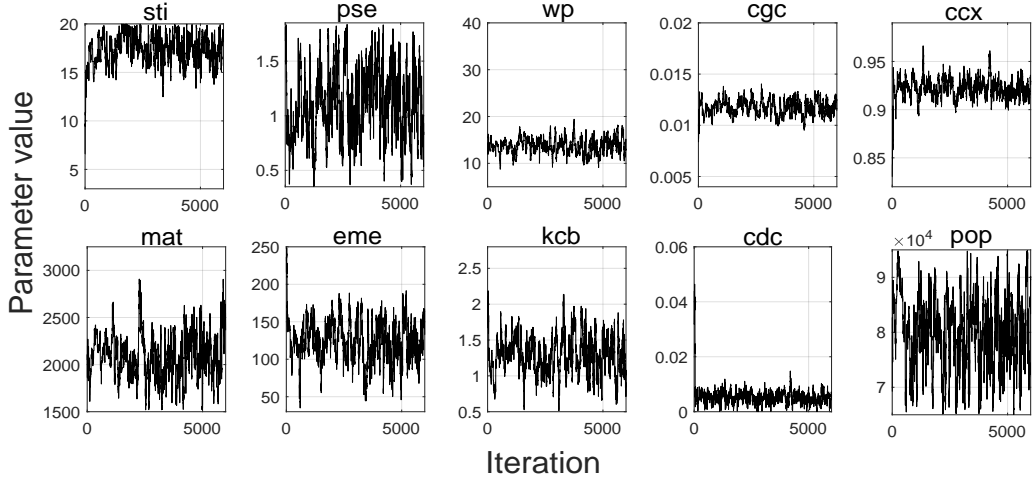 sti pse wp cgc ccx
20 15 10 5
0 5000
1.5 1 0.5
0 5000
40 30 20 10
0 5000
0.02 0.015 0.01 0.005
0 5000
0.95 0.9 0.85
0 5000
Parameter value
mat eme kcb cdc pop
3000 2500 2000 1500
0 5000
250 200 150 100 50
0 5000
2.5 2 1.5 1 0.5
0 5000
0.06 0.04 0.02 0
0 5000
×10⁴
9 8 7
0 5000
Iteration